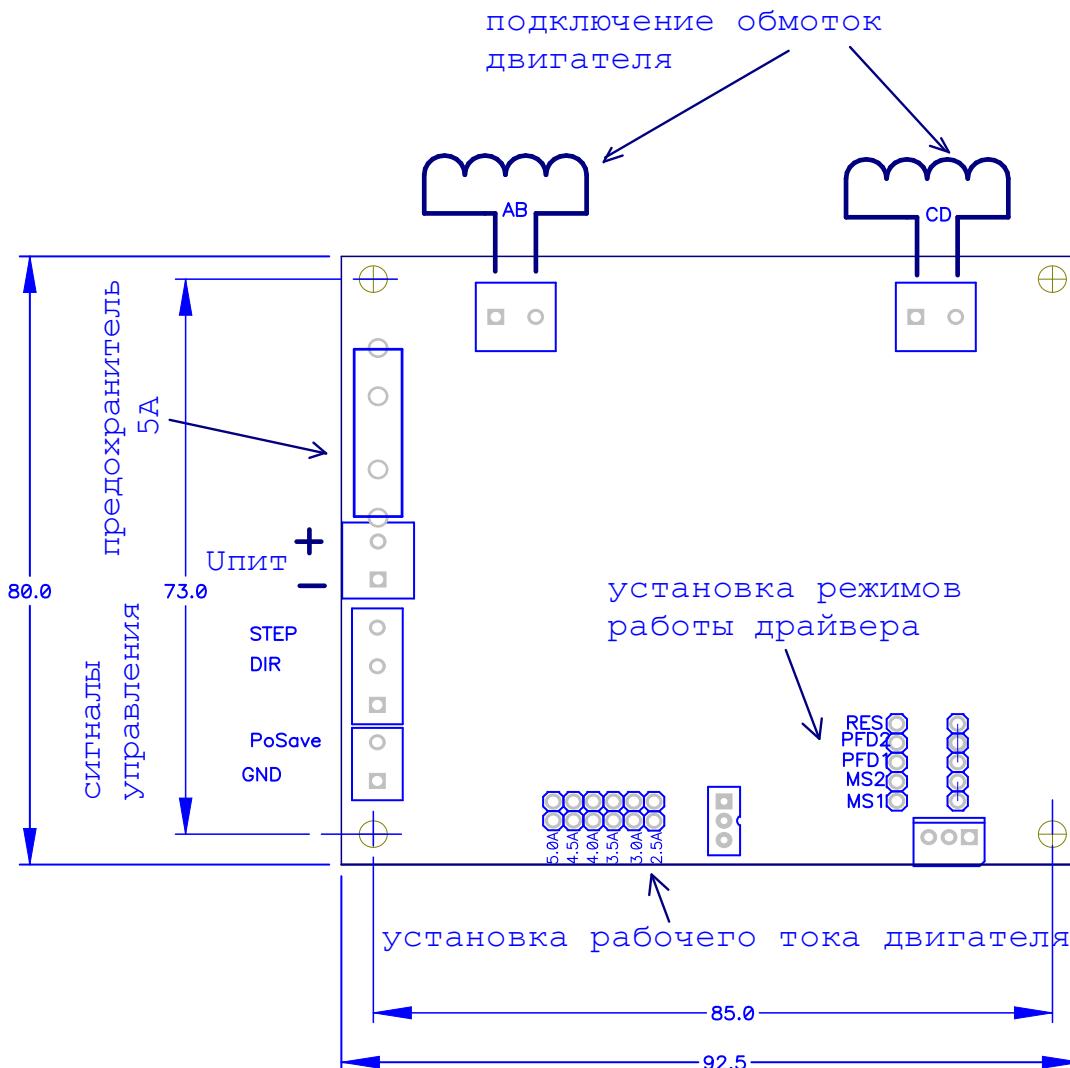 подключение обмоток
двигателя
AB
CD
предохранитель
5А
80.0
73.0
Uпит
+
−
сигналы
управления
STEP
DIR
PoSave
GND
установка режимов
работы драйвера
RES
PFD2
PFD1
MS2
MS1
5.0A
4.5A
4.0A
3.5A
3.0A
2.5A
установка рабочего тока двигателя
85.0
92.5